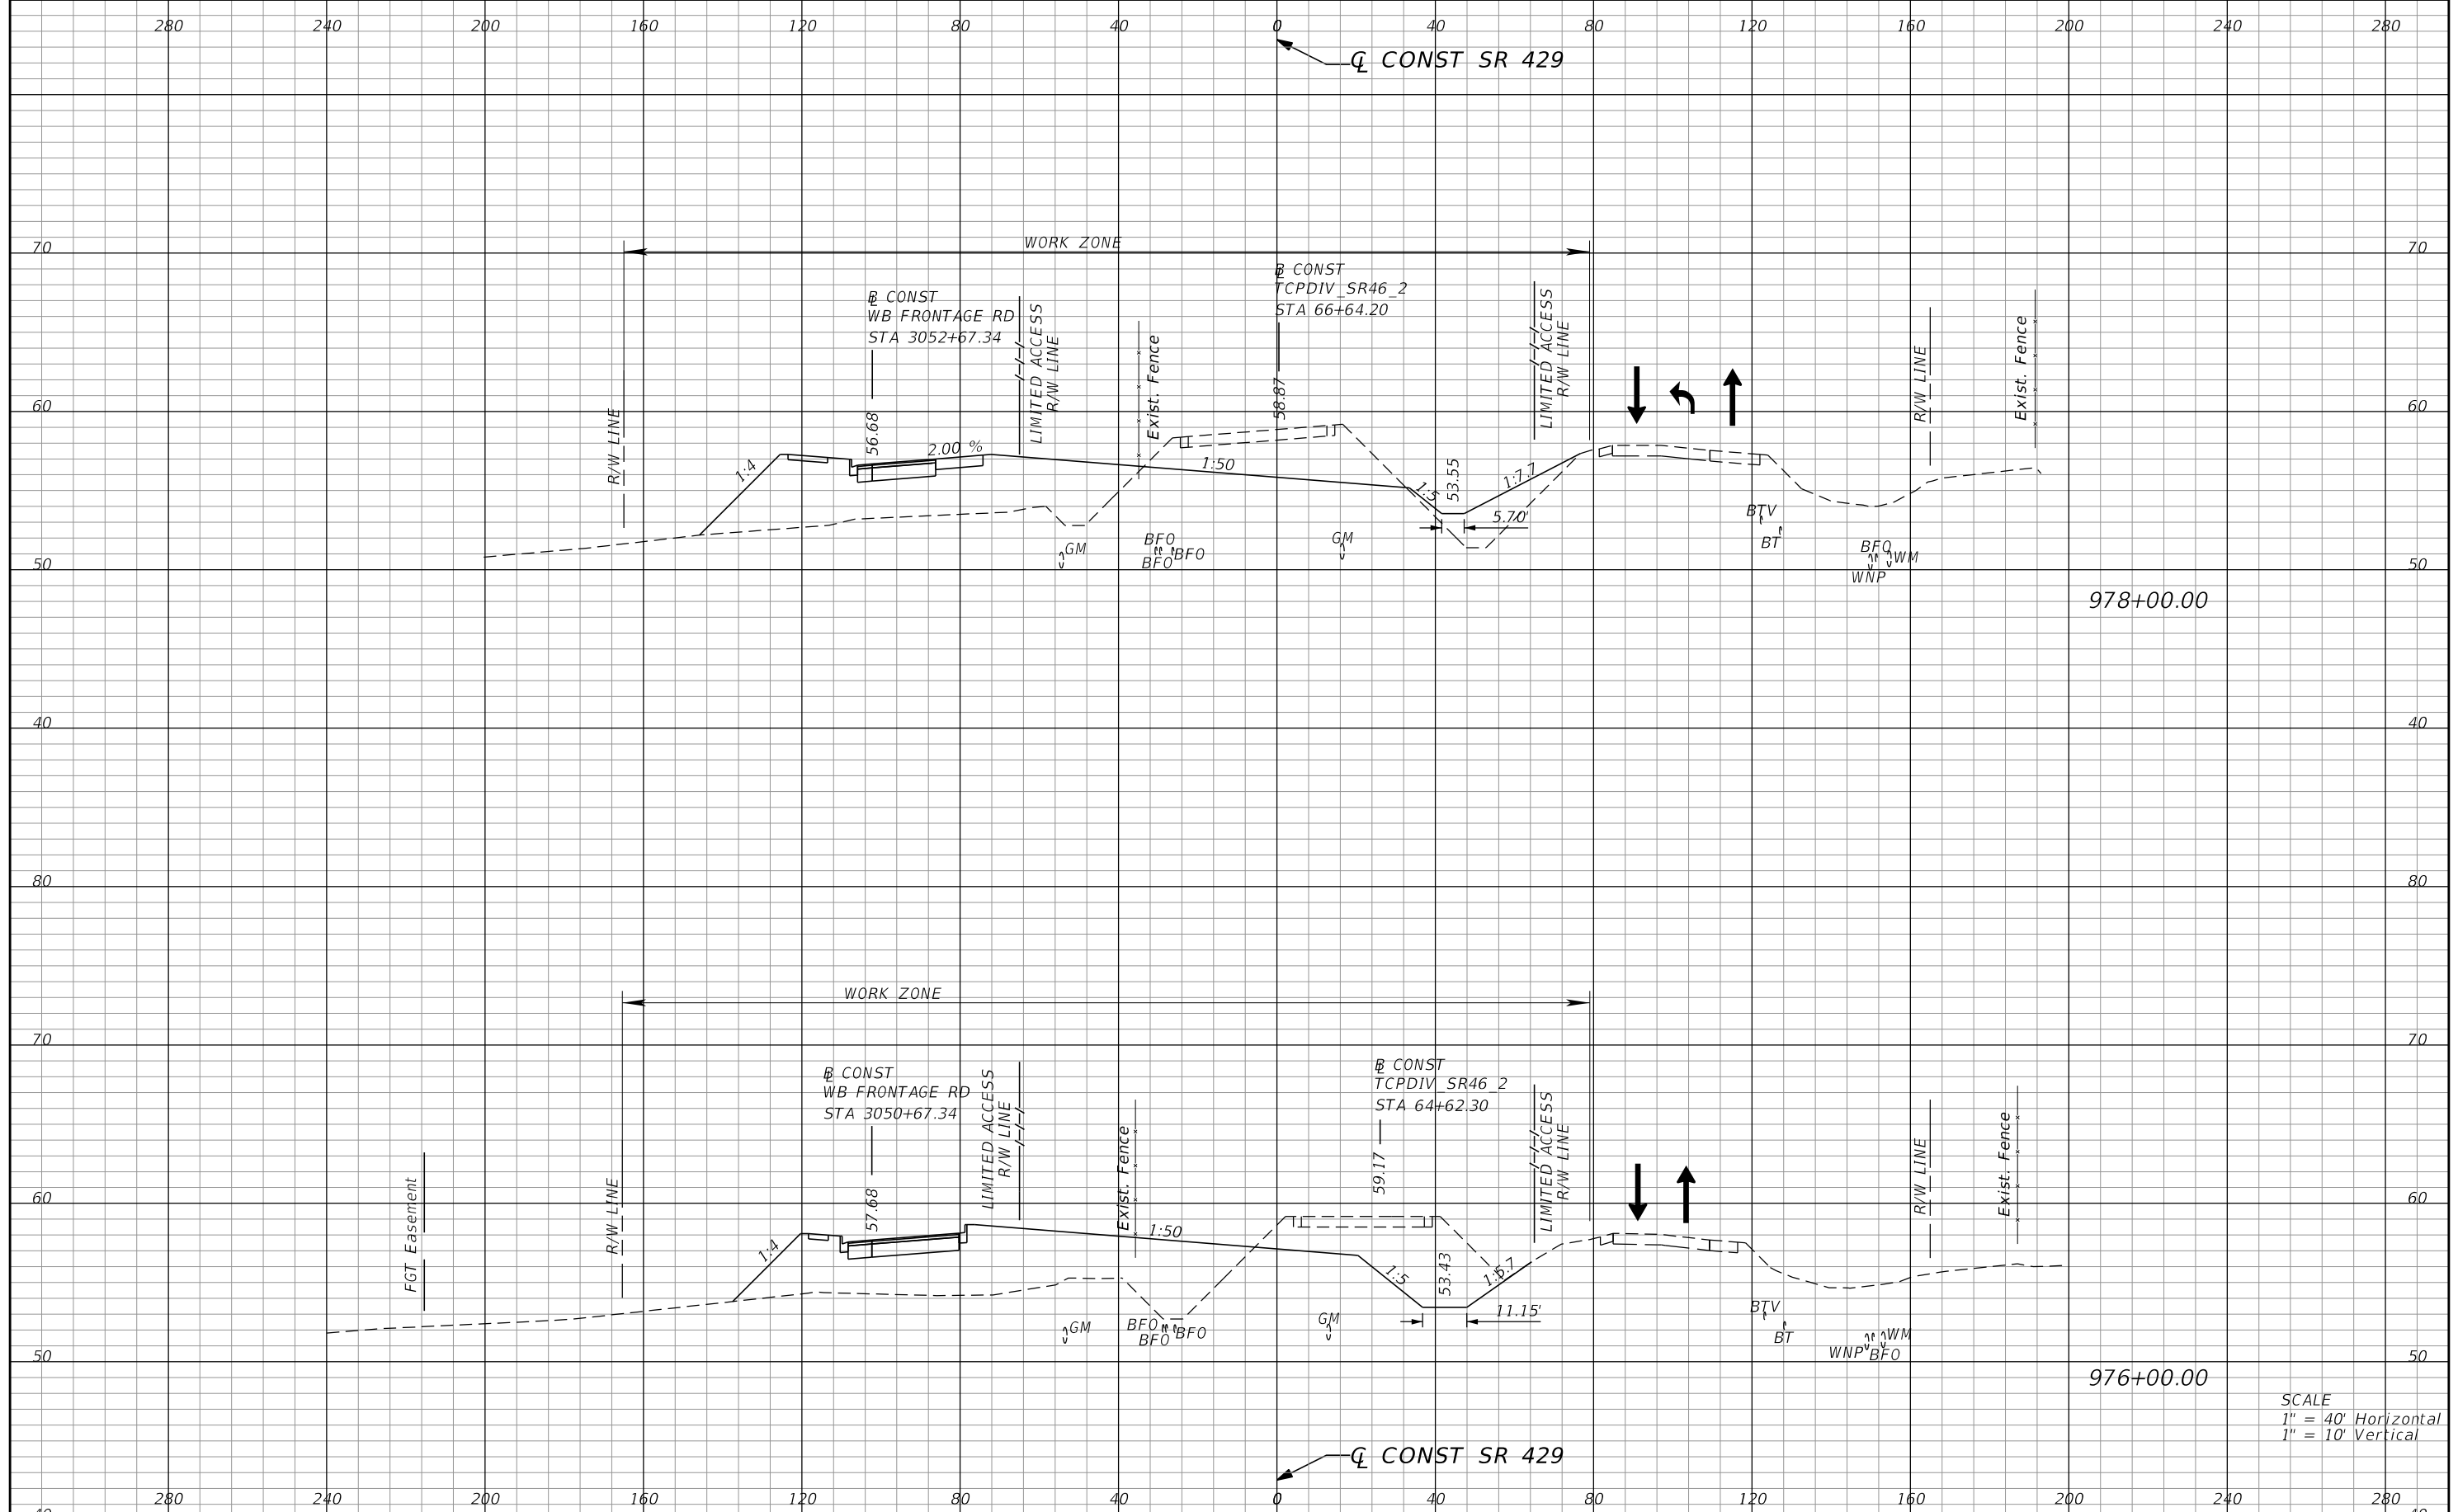 280 240 200 160 120 80 40 0 40 80 120 160 200 240 280
℄ CONST SR 429
70 70
WORK ZONE
℄ CONST
TCPDIV_SR46_2
STA 66+64.20
58.87
℄ CONST
WB FRONTAGE RD
STA 3052+67.34
56.68
LIMITED ACCESS
R/W LINE
Exist. Fence
LIMITED ACCESS
R/W LINE
R/W LINE
Exist. Fence
60 60
R/W LINE
1:4
2.00 %
1:50
1:5
53.55
1:7.7
5.70'
GM
BFO
BFO
BFO
GM
BTV
BT
BFO
WM
WNP
50 50
978+00.00
40 40
80 80
WORK ZONE
70 70
℄ CONST
WB FRONTAGE RD
STA 3050+67.34
57.68
LIMITED ACCESS
R/W LINE
Exist. Fence
℄ CONST
TCPDIV_SR46_2
STA 64+62.30
59.17
LIMITED ACCESS
R/W LINE
R/W LINE
Exist. Fence
60 60
FGT Easement
R/W LINE
1:4
1:50
1:5
53.43
11.15'
GM
BFO
BFO
BFO
GM
BTV
BT
WM
WNP
BFO
50 50
976+00.00
SCALE
1" = 40' Horizontal
1" = 10' Vertical
℄ CONST SR 429
280 240 200 160 120 80 40 0 40 80 120 160 200 240 280